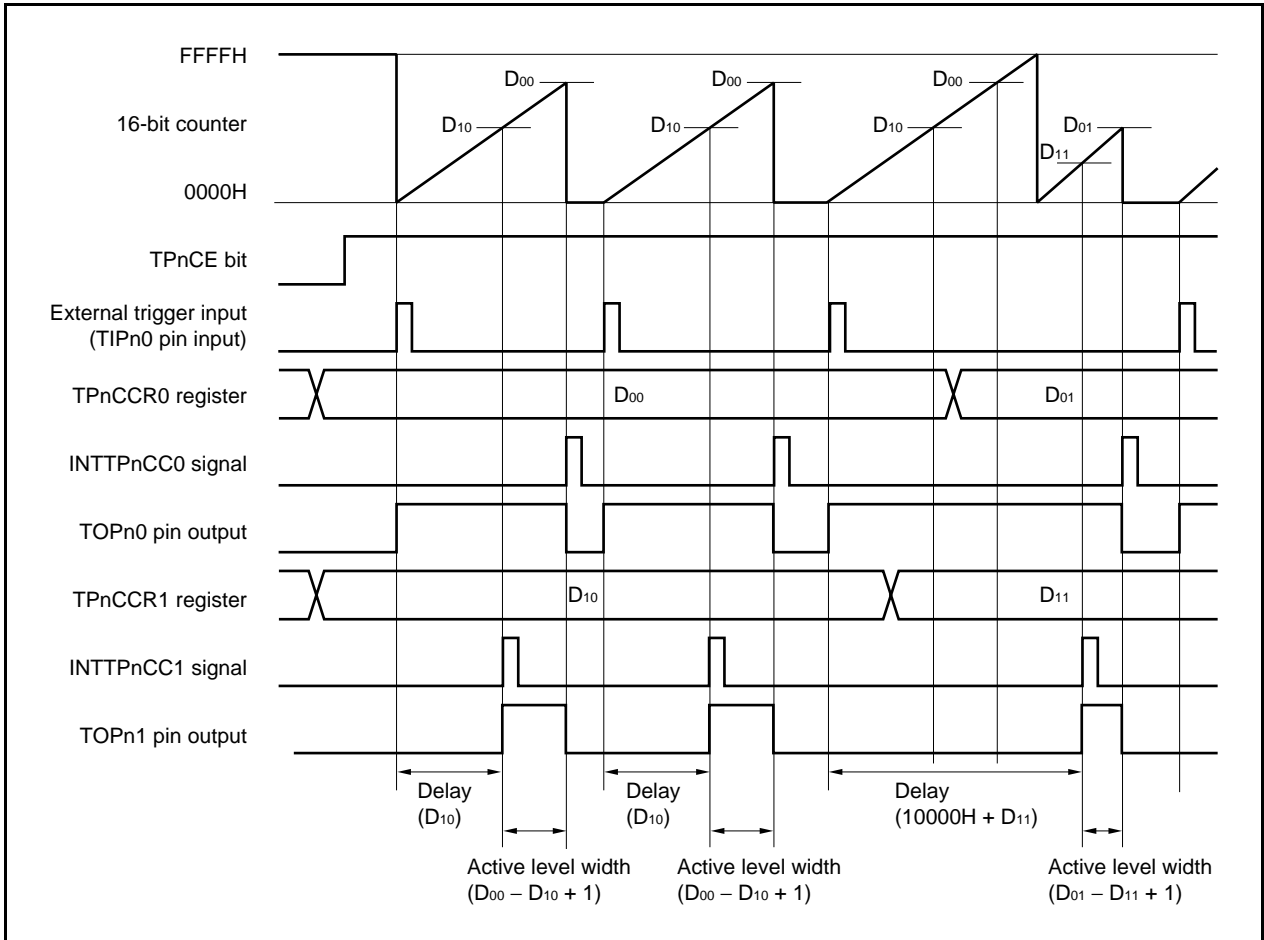 FFFFH
D00
D00
D00
16-bit counter
D10
D10
D10
D01
D11
0000H
TPnCE bit
External trigger input
(TIPn0 pin input)
TPnCCR0 register
D00
D01
INTTPnCC0 signal
TOPn0 pin output
TPnCCR1 register
D10
D11
INTTPnCC1 signal
TOPn1 pin output
Delay
(D10)
Delay
(D10)
Delay
(10000H + D11)
Active level width
(D00 − D10 + 1)
Active level width
(D00 − D10 + 1)
Active level width
(D01 − D11 + 1)